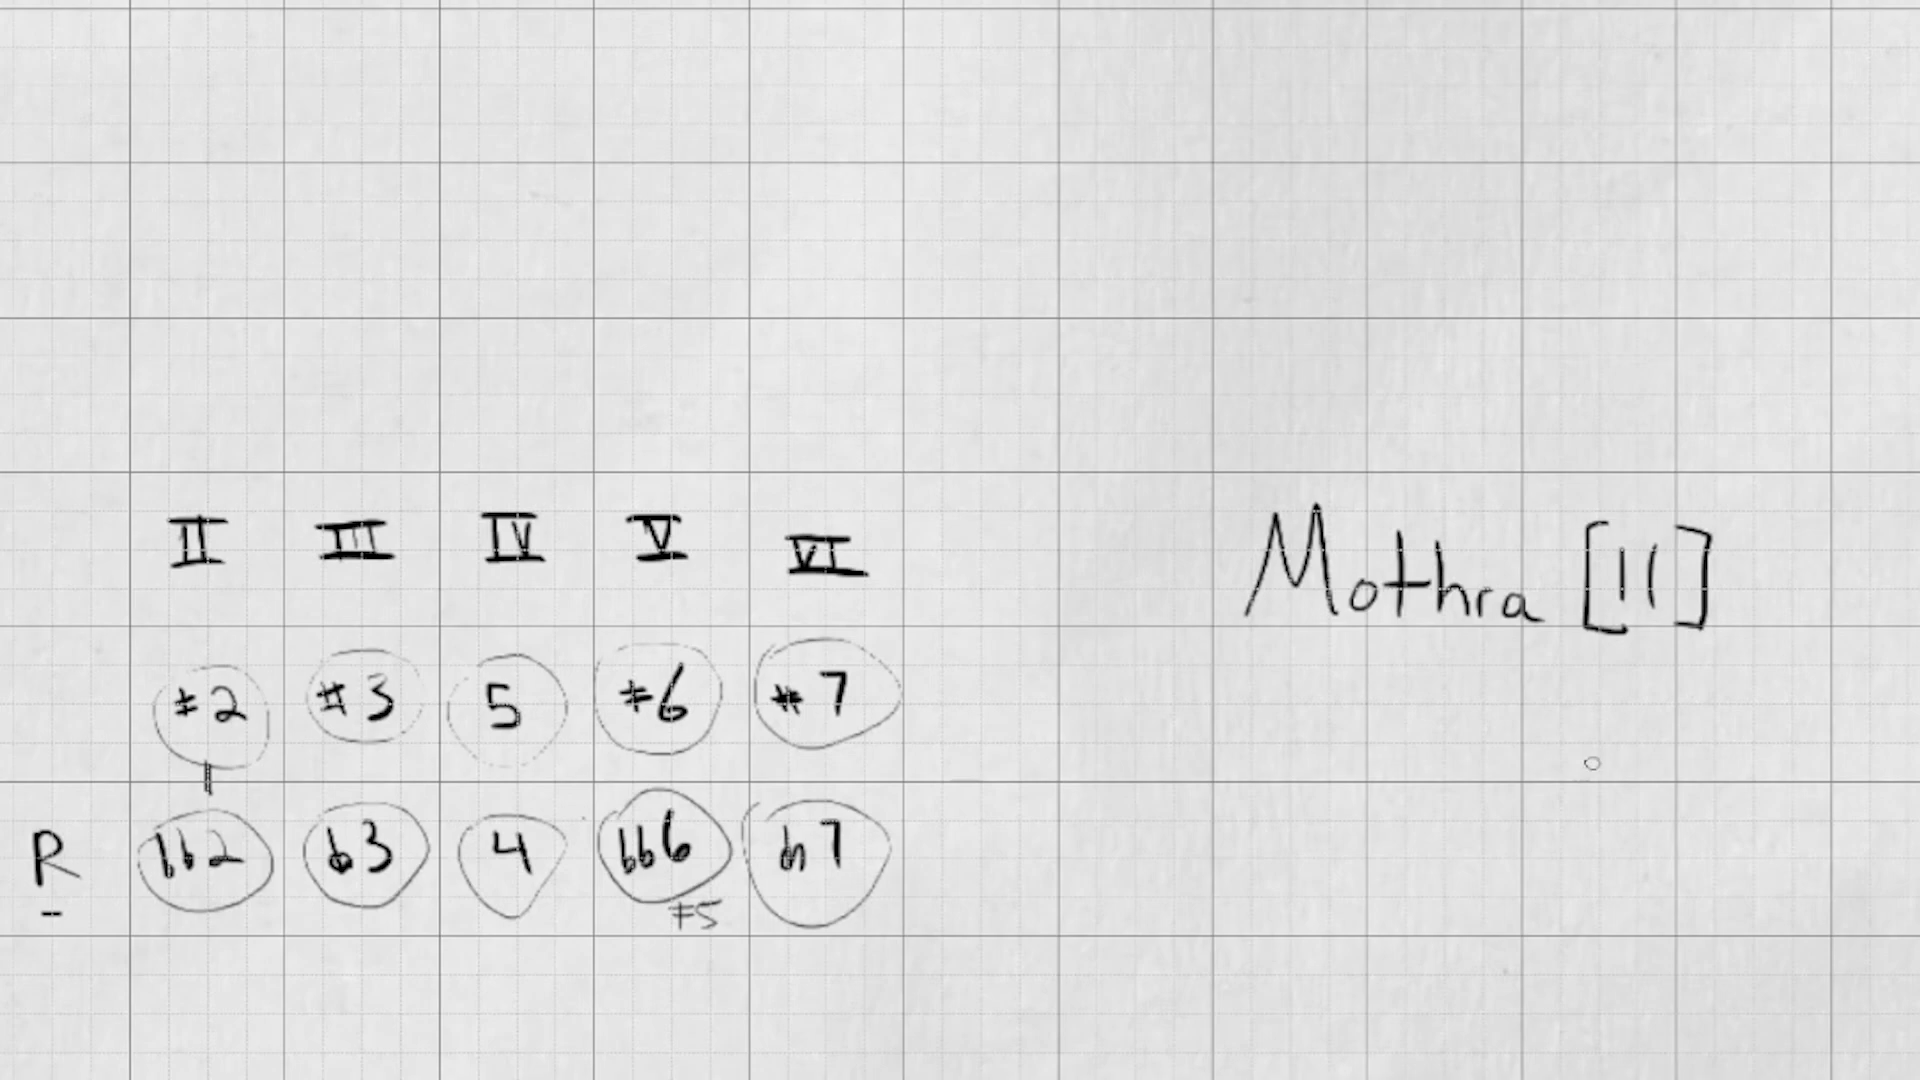 II III IV V VI
Mothra [11]
#2 #3 5 #6 #7
R bb2 b3 4 bb6 b7
#5